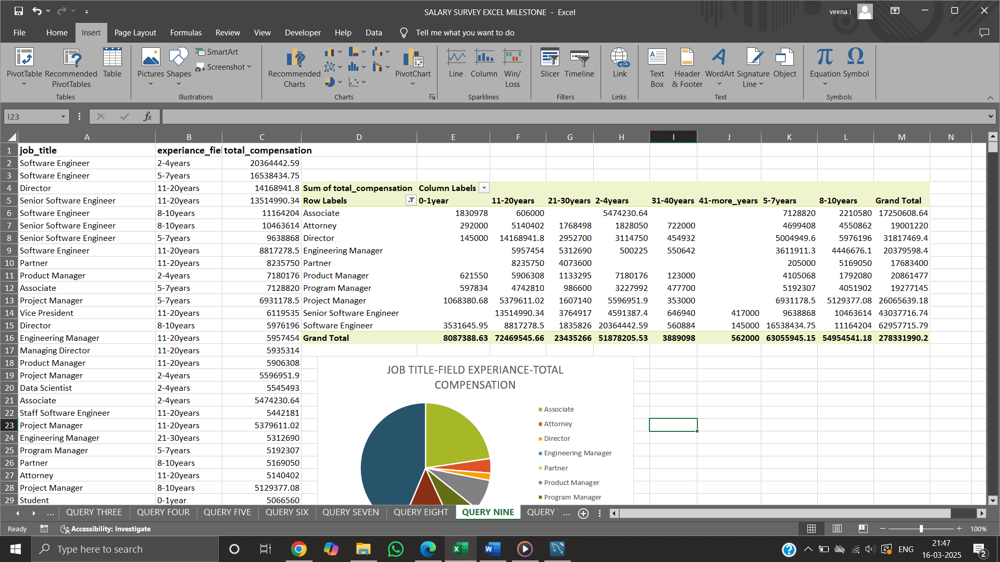 SALARY SURVEY EXCEL MILESTONE - Excel
veena !
File Home Insert Page Layout Formulas Review View Developer Help Data Tell me what you want to do
PivotTable Recommended PivotTables Table
Pictures Shapes SmartArt Screenshot
Recommended Charts PivotChart
Line Column Win/Loss
Slicer Timeline
Link
Text Box Header & Footer WordArt Signature Line Object
Equation Symbol
Tables Illustrations Charts Sparklines Filters Links Text Symbols
I23 fx
A B C D E F G H I J K L M N
1 job_title experiance_fiel total_compensation
2 Software Engineer 2-4years 20364442.59
3 Software Engineer 5-7years 16538434.75
4 Director 11-20years 14168941.8 Sum of total_compensation Column Labels
5 Senior Software Engineer 11-20years 13514990.34 Row Labels 0-1year 11-20years 21-30years 2-4years 31-40years 41-more_years 5-7years 8-10years Grand Total
6 Software Engineer 8-10years 11164204 Associate 1830978 606000 5474230.64 7128820 2210580 17250608.64
7 Senior Software Engineer 8-10years 10463614 Attorney 292000 5140402 1768498 1828050 722000 4699408 4550862 19001220
8 Senior Software Engineer 5-7years 9638868 Director 145000 14168941.8 2952700 3114750 454932 5004949.6 5976196 31817469.4
9 Software Engineer 11-20years 8817278.5 Engineering Manager 5957454 5312690 500225 550642 3611911.3 4446676.1 20379598.4
10 Partner 11-20years 8235750 Partner 8235750 4073600 205000 5169050 17683400
11 Product Manager 2-4years 7180176 Product Manager 621550 5906308 1133295 7180176 123000 4105068 1792080 20861477
12 Associate 5-7years 7128820 Program Manager 597834 4742810 986600 3227992 477700 5192307 4051902 19277145
13 Project Manager 5-7years 6931178.5 Project Manager 1068380.68 5379611.02 1607140 5596951.9 353000 6931178.5 5129377.08 26065639.18
14 Vice President 11-20years 6119535 Senior Software Engineer 13514990.34 3764917 4591387.4 646940 417000 9638868 10463614 43037716.74
15 Director 8-10years 5976196 Software Engineer 3531645.95 8817278.5 1835826 20364442.59 560884 145000 16538434.75 11164204 62957715.79
16 Engineering Manager 11-20years 5957454 Grand Total 8087388.63 72469545.66 23435266 51878205.53 3889098 562000 63055945.15 54954541.18 278331990.2
17 Managing Director 11-20years 5935314
18 Product Manager 11-20years 5906308
19 Project Manager 2-4years 5596951.9
20 Data Scientist 2-4years 5545493
21 Associate 2-4years 5474230.64
22 Staff Software Engineer 11-20years 5442181
23 Project Manager 11-20years 5379611.02
24 Engineering Manager 21-30years 5312690
25 Program Manager 5-7years 5192307
26 Partner 8-10years 5169050
27 Attorney 11-20years 5140402
28 Project Manager 8-10years 5129377.08
29 Student 0-1year 5066560
JOB TITLE-FIELD EXPERIANCE-TOTAL
COMPENSATION
Associate
Attorney
Director
Engineering Manager
Partner
Product Manager
Program Manager
... QUERY THREE QUERY FOUR QUERY FIVE QUERY SIX QUERY SEVEN QUERY EIGHT QUERY NINE QUERY ...
Ready Accessibility: Investigate 100%
Type here to search
ENG
21:47
16-03-2025
2